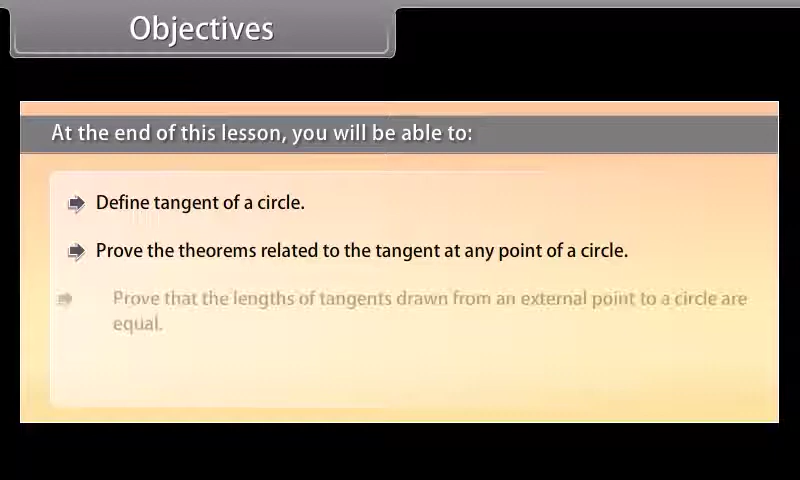 Objectives
At the end of this lesson, you will be able to:
Define tangent of a circle.
Prove the theorems related to the tangent at any point of a circle.
Prove that the lengths of tangents drawn from an external point to a circle are
equal.